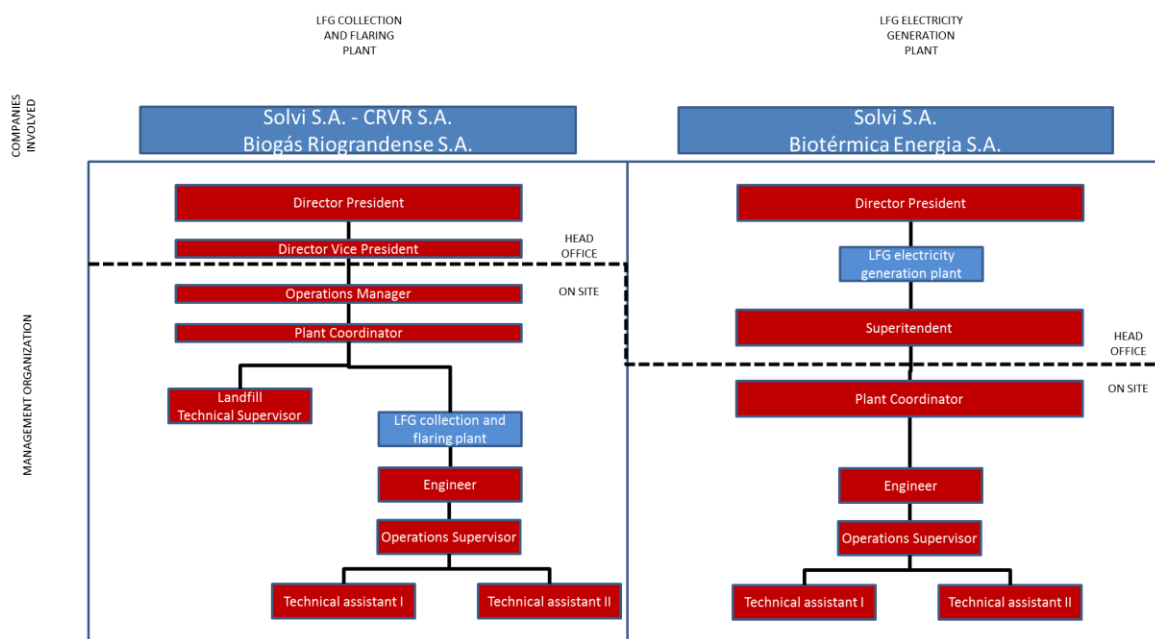 LFG COLLECTION
AND FLARING
PLANT
LFG ELECTRICITY
GENERATION
PLANT
COMPANIES
INVOLVED
Solvi S.A. - CRVR S.A.
Biogás Riograndense S.A.
Solvi S.A.
Biotérmica Energia S.A.
MANAGEMENT ORGANIZATION
Director President
Director Vice President
HEAD
OFFICE
ON SITE
Operations Manager
Plant Coordinator
Landfill
Technical Supervisor
LFG collection and
flaring plant
Engineer
Operations Supervisor
Technical assistant I
Technical assistant II
Director President
LFG electricity
generation plant
Superitendent
HEAD
OFFICE
ON SITE
Plant Coordinator
Engineer
Operations Supervisor
Technical assistant I
Technical assistant II